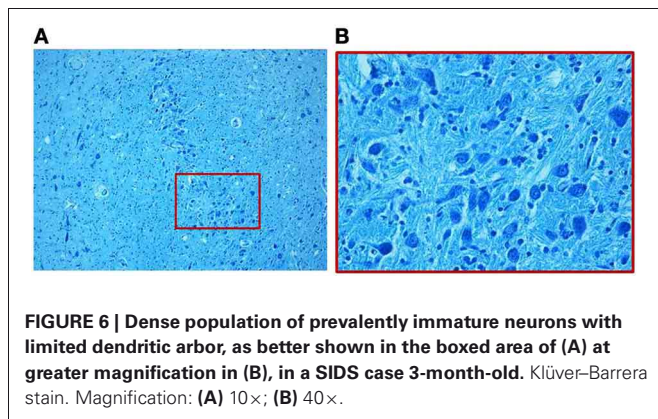 A
B
FIGURE 6 | Dense population of prevalently immature neurons with
limited dendritic arbor, as better shown in the boxed area of (A) at
greater magnification in (B), in a SIDS case 3-month-old. Klüver–Barrera
stain. Magnification: (A) 10×; (B) 40×.